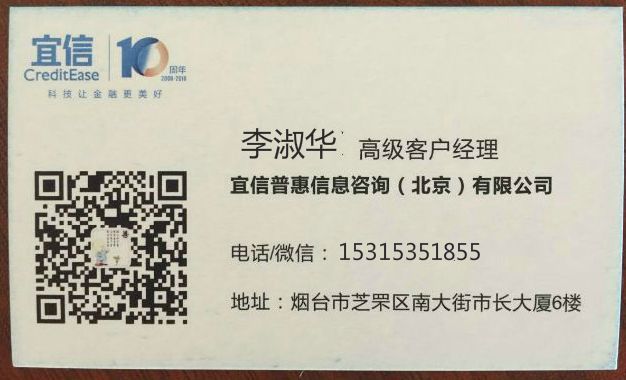 宜信
CreditEase
10
周年
2006-2016
科技让金融更美好
李淑华 高级客户经理
宜信普惠信息咨询（北京）有限公司
电话/微信： 15315351855
地址：烟台市芝罘区南大街市长大厦6楼